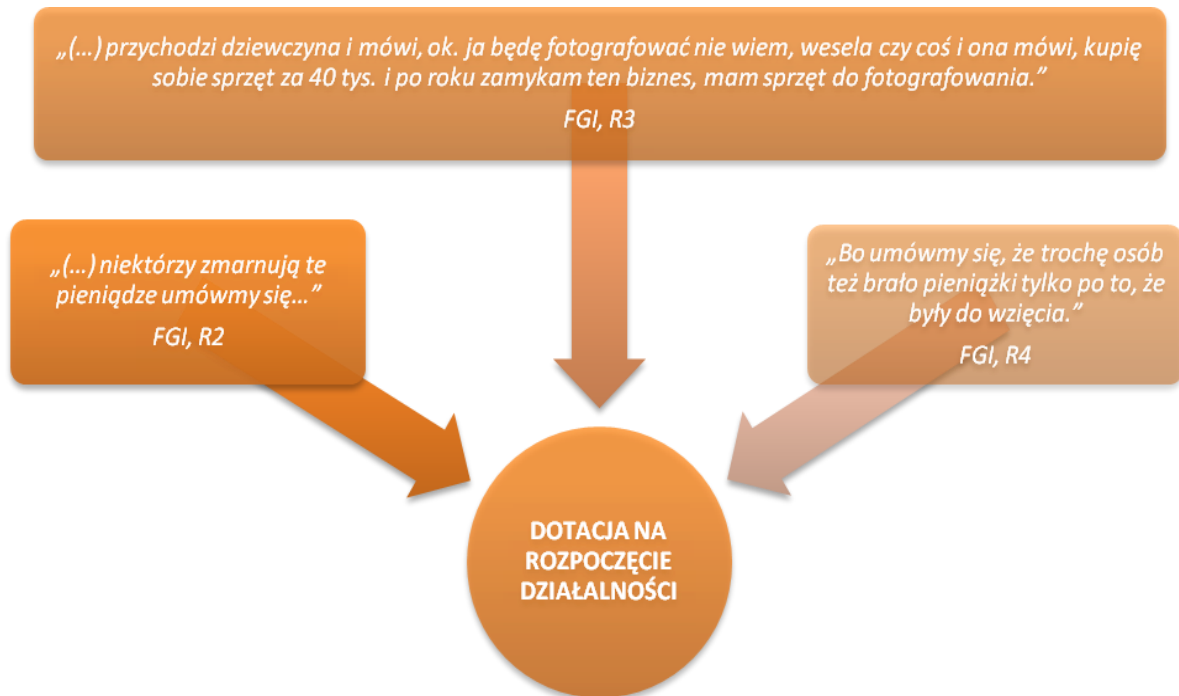 „(…) przychodzi dziewczyna i mówi, ok. ja będę fotografować nie wiem, wesela czy coś i ona mówi, kupię
sobie sprzęt za 40 tys. i po roku zamykam ten biznes, mam sprzęt do fotografowania.”
FGI, R3
„(…) niektórzy zmarnują te
pieniądze umówmy się…”
FGI, R2
„Bo umówmy się, że trochę osób
też brało pieniążki tylko po to, że
były do wzięcia.”
FGI, R4
DOTACJA NA
ROZPOCZĘCIE
DZIAŁALNOŚCI